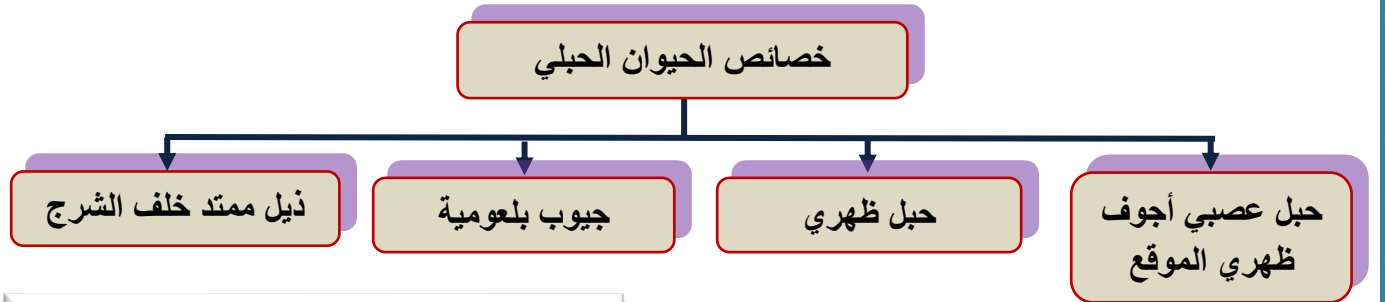 خصائص الحيوان الحبلي
حبل عصبي أجوف
ظهري الموقع
حبل ظهري
جيوب بلعومية
ذيل ممتد خلف الشرج